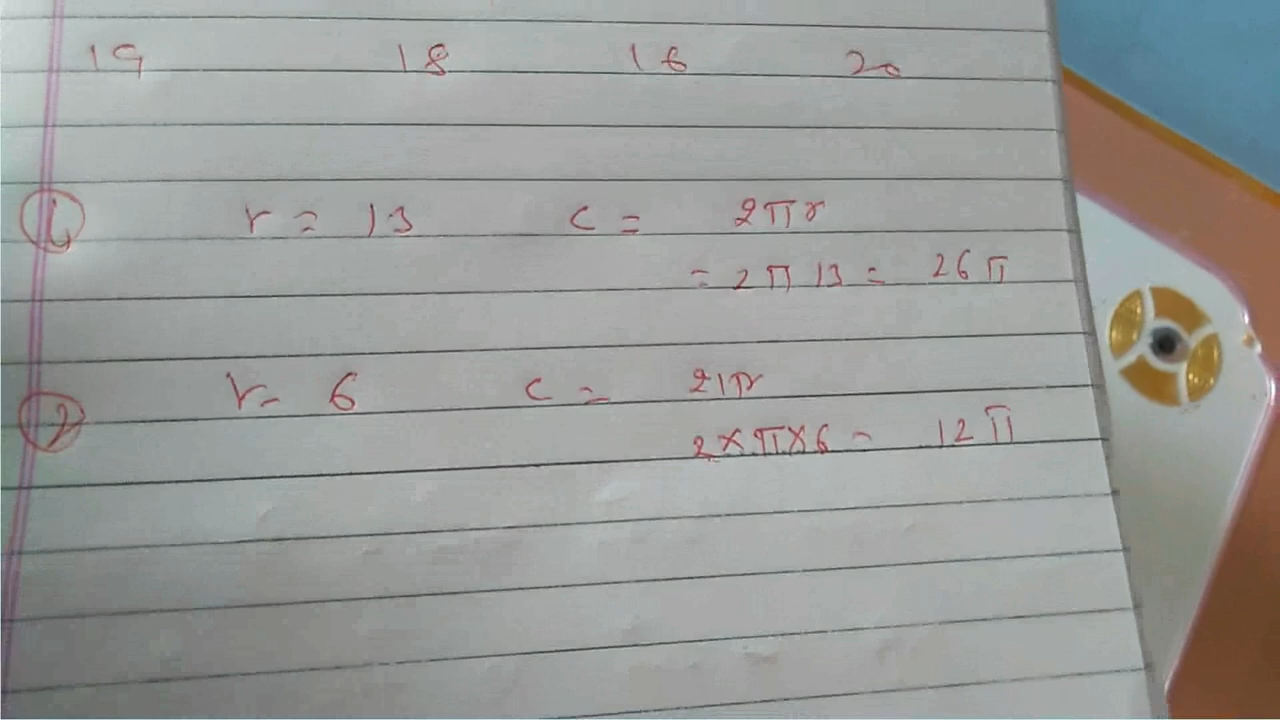 19 18 16 20
1 r = 13 c = 2πr
= 2π 13 = 26π
2 r = 6 c = 2πr
2×π×6 = 12π